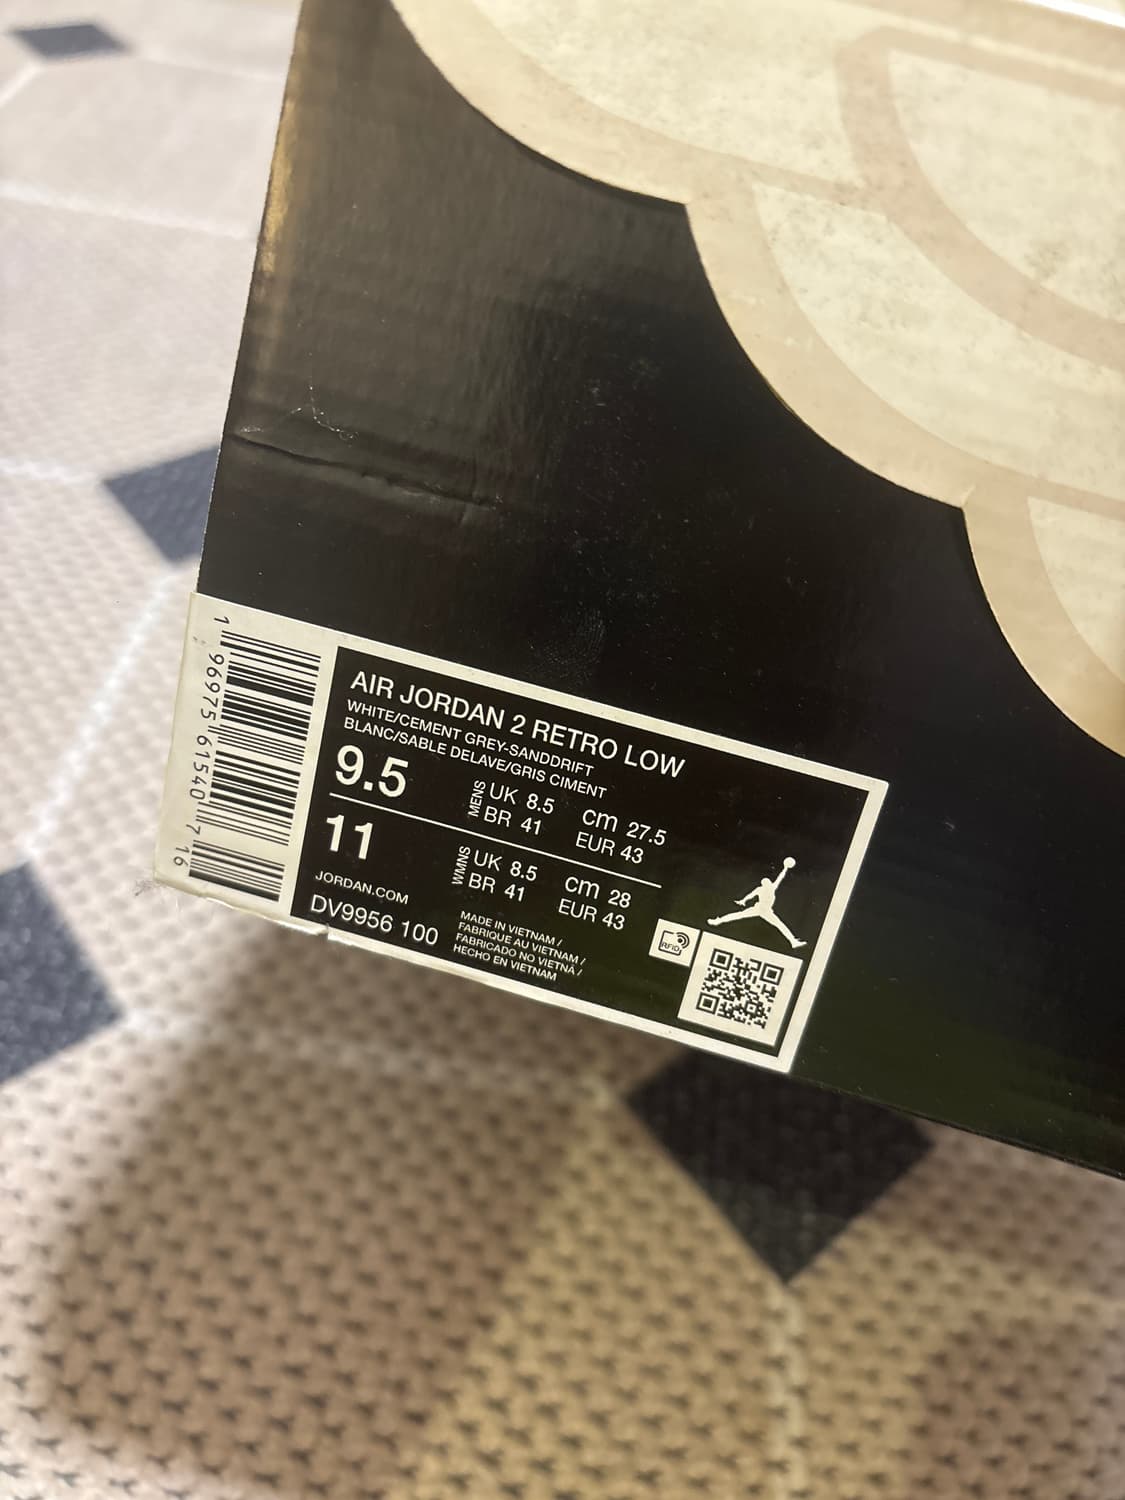 1 96975 61540 7 16
AIR JORDAN 2 RETRO LOW
WHITE/CEMENT GREY-SANDDRIFT
BLANC/SABLE DELAVE/GRIS CIMENT
9.5 MENS UK 8.5 cm 27.5
BR 41 EUR 43
11 WMNS UK 8.5 cm 28
BR 41 EUR 43
JORDAN.COM
DV9956 100
MADE IN VIETNAM /
FABRIQUE AU VIETNAM /
FABRICADO NO VIETNÃ /
HECHO EN VIETNAM
RFID